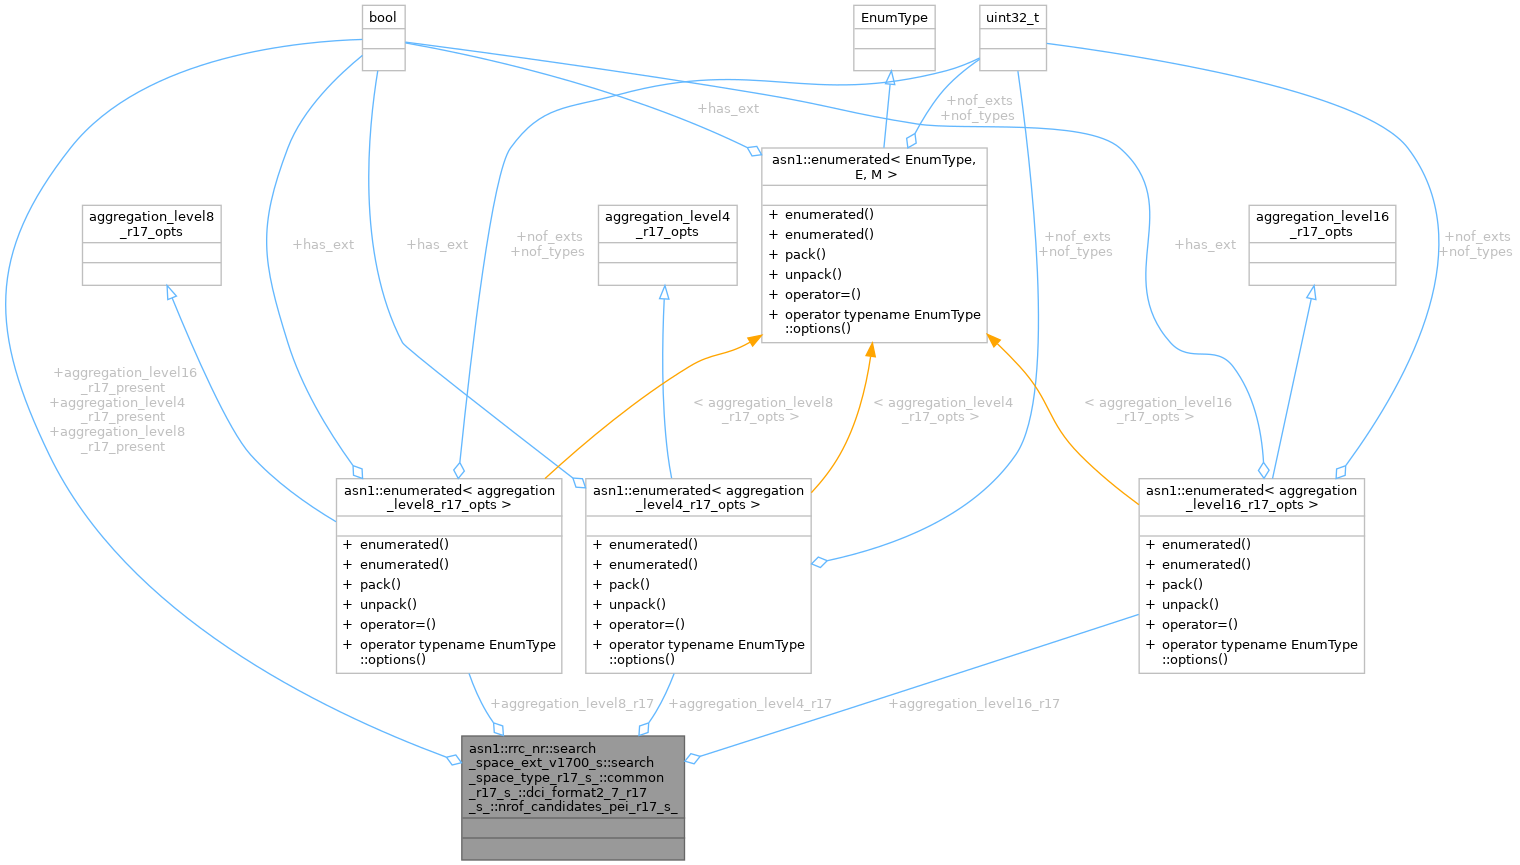 bool
EnumType
uint32_t
+has_ext
+nof_exts
+nof_types
asn1::enumerated< EnumType,
E, M >
+ enumerated()
+ enumerated()
+ pack()
+ unpack()
+ operator=()
+ operator typename EnumType
::options()
aggregation_level8
_r17_opts
aggregation_level4
_r17_opts
aggregation_level16
_r17_opts
+has_ext
+has_ext
+nof_exts
+nof_types
+nof_exts
+nof_types
+has_ext
+nof_exts
+nof_types
+aggregation_level16
_r17_present
+aggregation_level4
_r17_present
+aggregation_level8
_r17_present
< aggregation_level8
_r17_opts >
< aggregation_level4
_r17_opts >
< aggregation_level16
_r17_opts >
asn1::enumerated< aggregation
_level8_r17_opts >
+ enumerated()
+ enumerated()
+ pack()
+ unpack()
+ operator=()
+ operator typename EnumType
::options()
asn1::enumerated< aggregation
_level4_r17_opts >
+ enumerated()
+ enumerated()
+ pack()
+ unpack()
+ operator=()
+ operator typename EnumType
::options()
asn1::enumerated< aggregation
_level16_r17_opts >
+ enumerated()
+ enumerated()
+ pack()
+ unpack()
+ operator=()
+ operator typename EnumType
::options()
+aggregation_level8_r17
+aggregation_level4_r17
+aggregation_level16_r17
asn1::rrc_nr::search
_space_ext_v1700_s::search
_space_type_r17_s_::common
_r17_s_::dci_format2_7_r17
_s_::nrof_candidates_pei_r17_s_